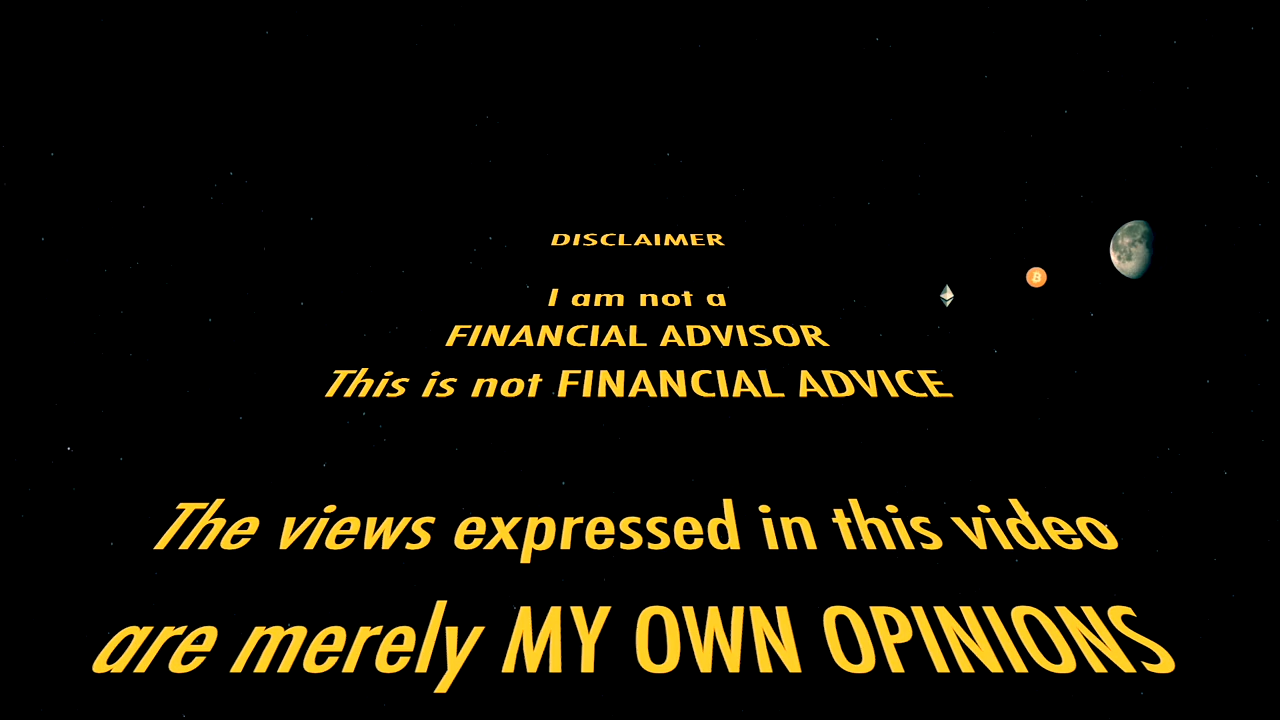 DISCLAIMER
I am not a
FINANCIAL ADVISOR
This is not FINANCIAL ADVICE
The views expressed in this video
are merely MY OWN OPINIONS